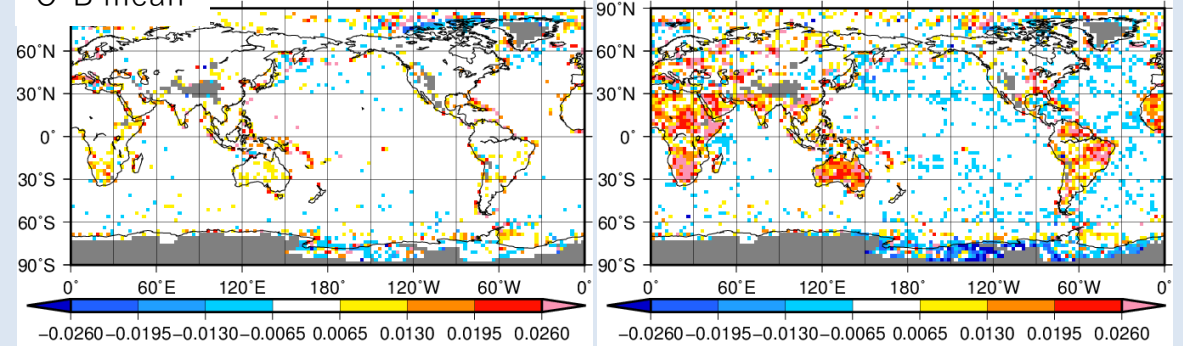 O-B mean
90˚N
60˚N 60˚N
30˚N 30˚N
0˚ 0˚
30˚S 30˚S
60˚S 60˚S
90˚S 90˚S
0˚ 60˚E 120˚E 180˚ 120˚W 60˚W 0˚ 0˚ 60˚E 120˚E 180˚ 120˚W 60˚W 0˚
−0.0260−0.0195−0.0130−0.0065 0.0065 0.0130 0.0195 0.0260 −0.0260−0.0195−0.0130−0.0065 0.0065 0.0130 0.0195 0.0260